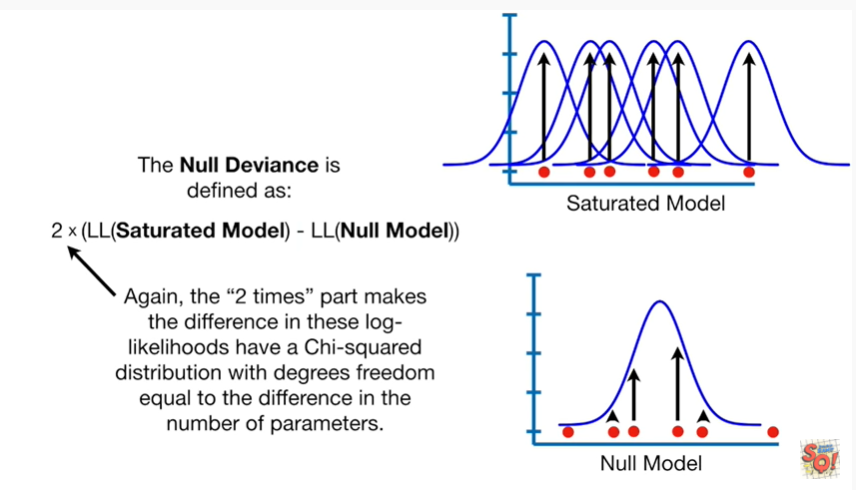 The Null Deviance is
defined as:
2 × (LL(Saturated Model) - LL(Null Model))
Again, the “2 times” part makes
the difference in these log-
likelihoods have a Chi-squared
distribution with degrees freedom
equal to the difference in the
number of parameters.
Saturated Model
Null Model
SQ!